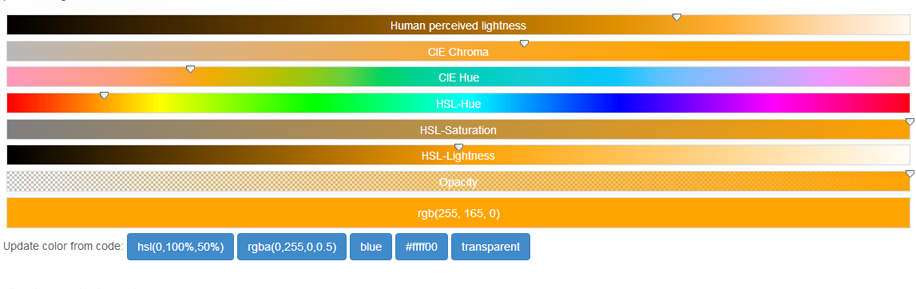 Human perceived lightness
CIE Chroma
CIE Hue
HSL-Hue
HSL-Saturation
HSL-Lightness
Opacity
rgb(255, 165, 0)
Update color from code: hsl(0,100%,50%) rgba(0,255,0,0.5) blue #ffff00 transparent